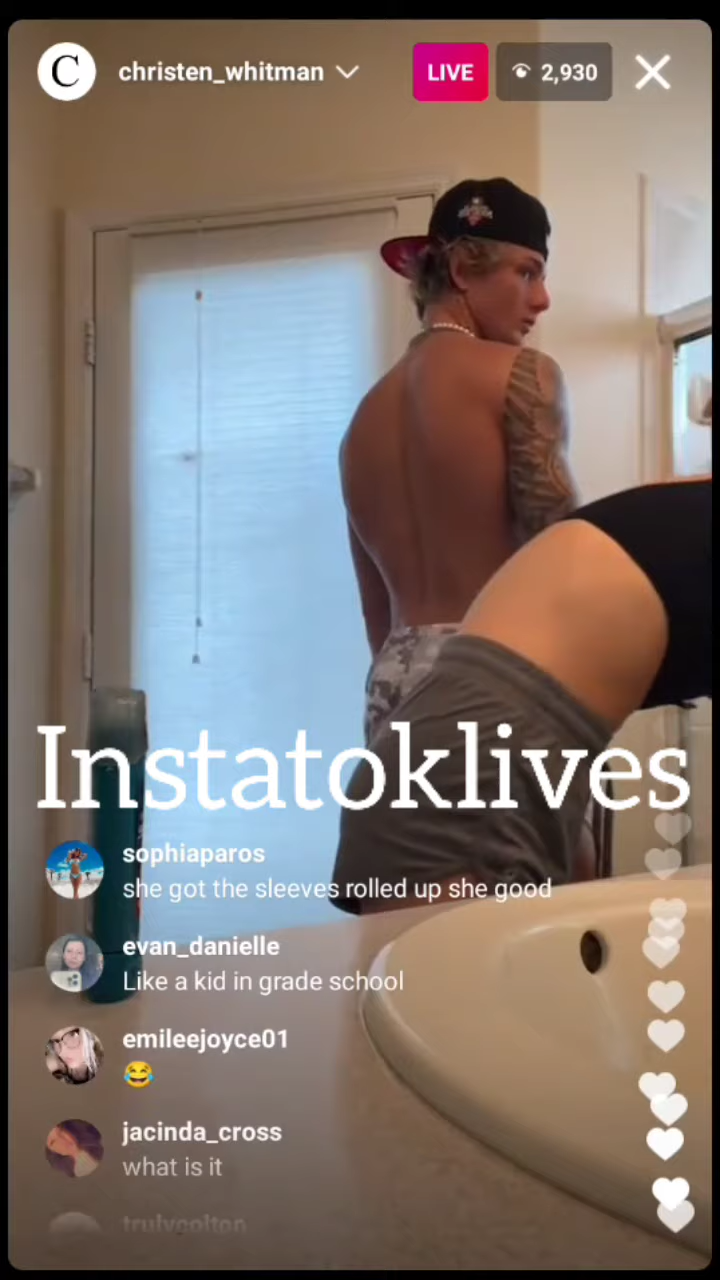 C christen_whitman LIVE 2,930
Instatoklives
sophiaparos
she got the sleeves rolled up she good
evan_danielle
Like a kid in grade school
emileejoyce01
😂
jacinda_cross
what is it
trulycolton